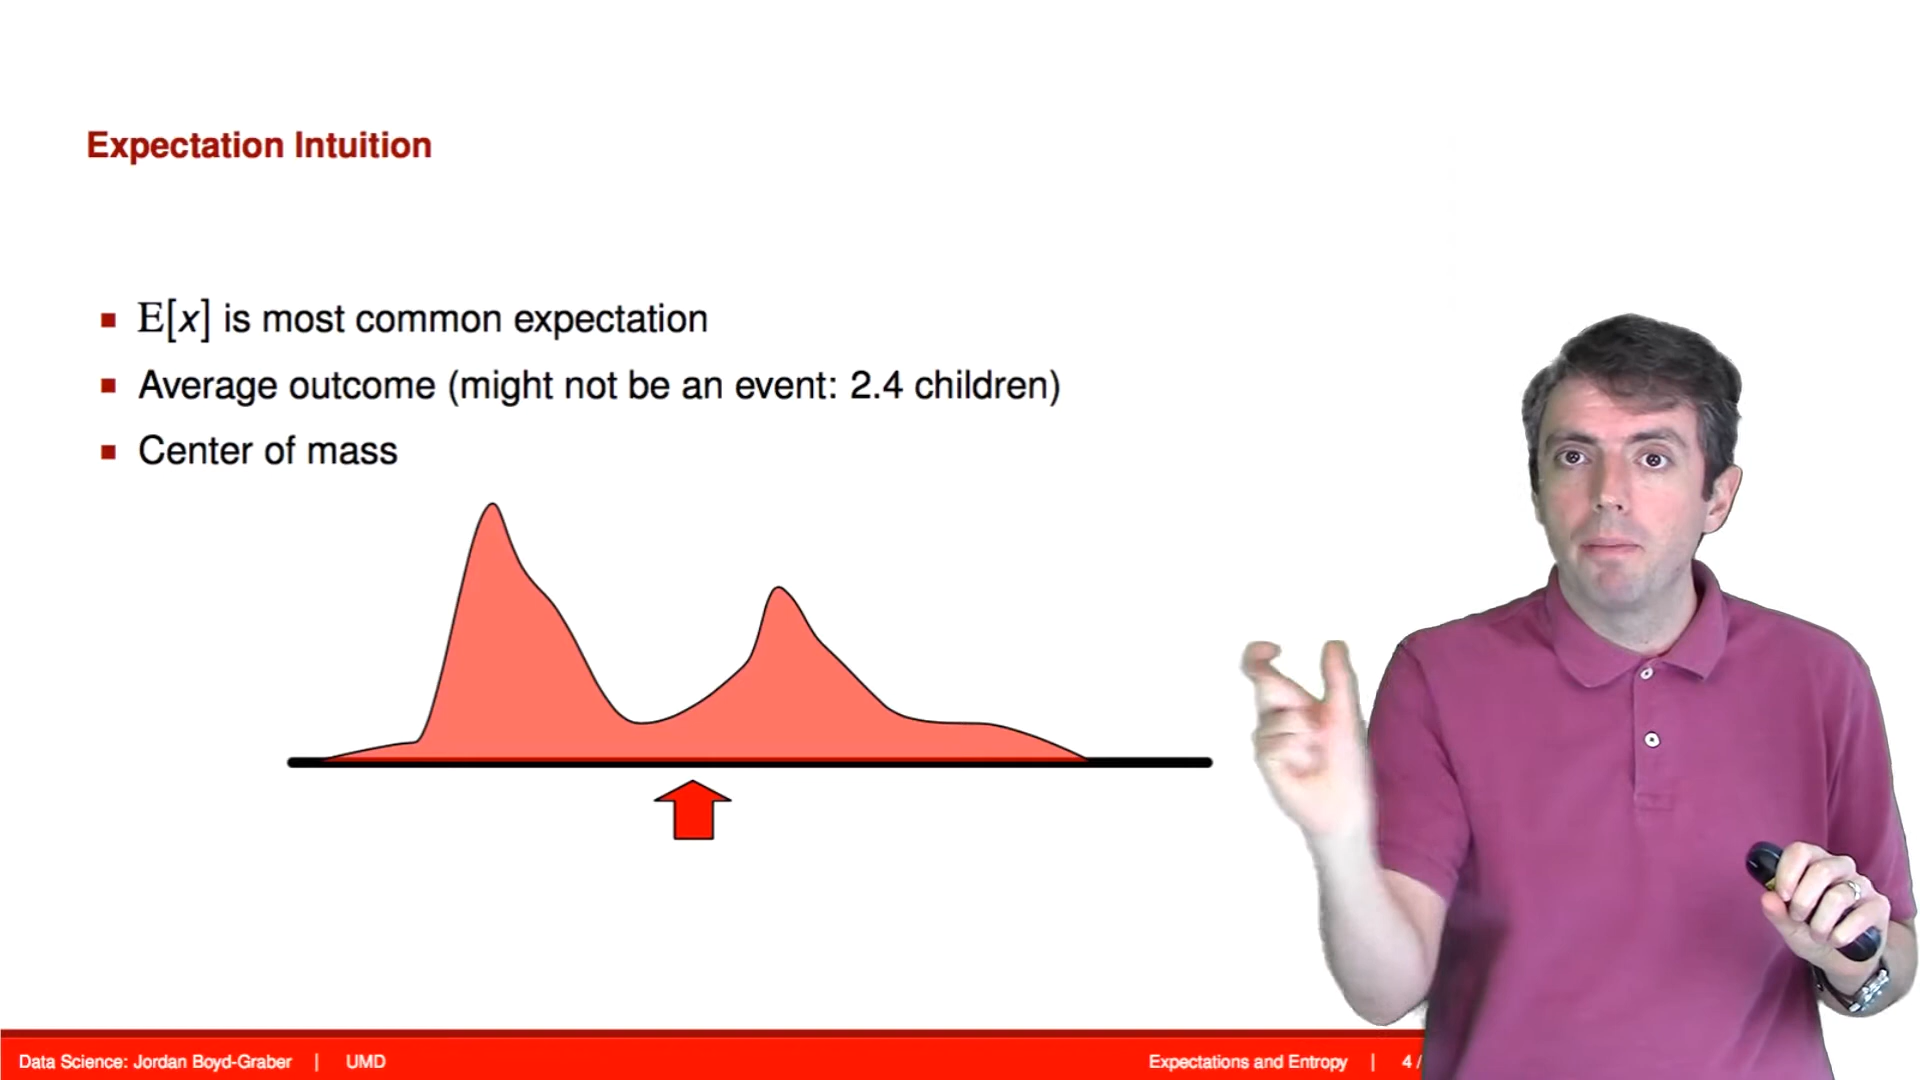 Expectation Intuition
E[x] is most common expectation
Average outcome (might not be an event: 2.4 children)
Center of mass
Data Science: Jordan Boyd-Graber | UMD Expectations and Entropy | 4 /